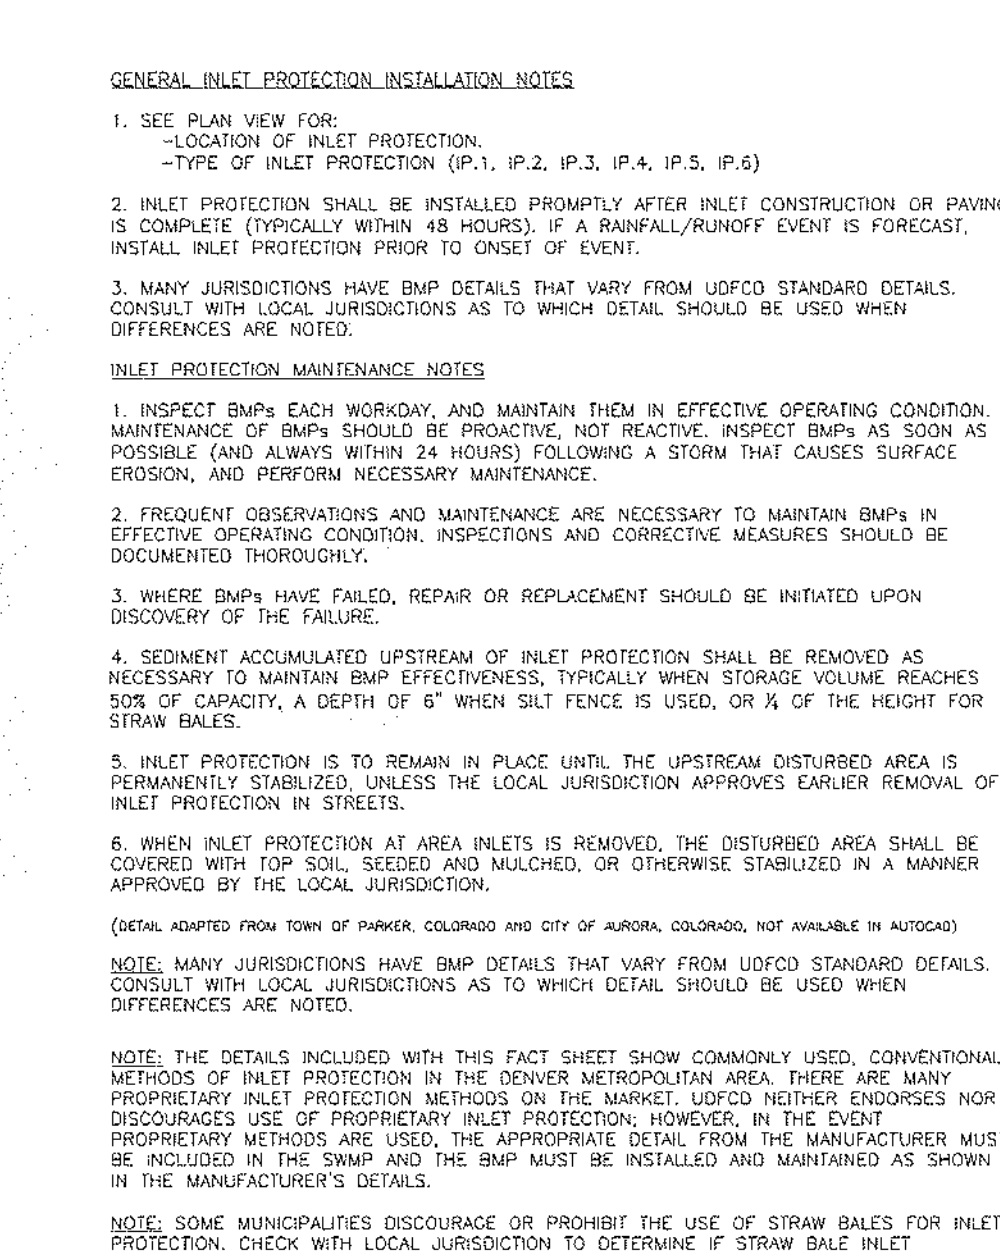 GENERAL INLET PROTECTION INSTALLATION NOTES
1. SEE PLAN VIEW FOR:
-LOCATION OF INLET PROTECTION.
-TYPE OF INLET PROTECTION (IP.1, IP.2, IP.3, IP.4, IP.5, IP.6)
2. INLET PROTECTION SHALL BE INSTALLED PROMPTLY AFTER INLET CONSTRUCTION OR PAVING
IS COMPLETE (TYPICALLY WITHIN 48 HOURS). IF A RAINFALL/RUNOFF EVENT IS FORECAST,
INSTALL INLET PROTECTION PRIOR TO ONSET OF EVENT.
3. MANY JURISDICTIONS HAVE BMP DETAILS THAT VARY FROM UDFCD STANDARD DETAILS.
CONSULT WITH LOCAL JURISDICTIONS AS TO WHICH DETAIL SHOULD BE USED WHEN
DIFFERENCES ARE NOTED.
INLET PROTECTION MAINTENANCE NOTES
1. INSPECT BMPs EACH WORKDAY, AND MAINTAIN THEM IN EFFECTIVE OPERATING CONDITION.
MAINTENANCE OF BMPs SHOULD BE PROACTIVE, NOT REACTIVE. INSPECT BMPs AS SOON AS
POSSIBLE (AND ALWAYS WITHIN 24 HOURS) FOLLOWING A STORM THAT CAUSES SURFACE
EROSION, AND PERFORM NECESSARY MAINTENANCE.
2. FREQUENT OBSERVATIONS AND MAINTENANCE ARE NECESSARY TO MAINTAIN BMPs IN
EFFECTIVE OPERATING CONDITION. INSPECTIONS AND CORRECTIVE MEASURES SHOULD BE
DOCUMENTED THOROUGHLY.
3. WHERE BMPs HAVE FAILED, REPAIR OR REPLACEMENT SHOULD BE INITIATED UPON
DISCOVERY OF THE FAILURE.
4. SEDIMENT ACCUMULATED UPSTREAM OF INLET PROTECTION SHALL BE REMOVED AS
NECESSARY TO MAINTAIN BMP EFFECTIVENESS, TYPICALLY WHEN STORAGE VOLUME REACHES
50% OF CAPACITY, A DEPTH OF 6" WHEN SILT FENCE IS USED, OR ¼ OF THE HEIGHT FOR
STRAW BALES.
5. INLET PROTECTION IS TO REMAIN IN PLACE UNTIL THE UPSTREAM DISTURBED AREA IS
PERMANENTLY STABILIZED, UNLESS THE LOCAL JURISDICTION APPROVES EARLIER REMOVAL OF
INLET PROTECTION IN STREETS.
6. WHEN INLET PROTECTION AT AREA INLETS IS REMOVED, THE DISTURBED AREA SHALL BE
COVERED WITH TOP SOIL, SEEDED AND MULCHED, OR OTHERWISE STABILIZED IN A MANNER
APPROVED BY THE LOCAL JURISDICTION.
(DETAIL ADAPTED FROM TOWN OF PARKER, COLORADO AND CITY OF AURORA, COLORADO, NOT AVAILABLE IN AUTOCAD)
NOTE: MANY JURISDICTIONS HAVE BMP DETAILS THAT VARY FROM UDFCD STANDARD DETAILS.
CONSULT WITH LOCAL JURISDICTIONS AS TO WHICH DETAIL SHOULD BE USED WHEN
DIFFERENCES ARE NOTED.
NOTE: THE DETAILS INCLUDED WITH THIS FACT SHEET SHOW COMMONLY USED, CONVENTIONAL
METHODS OF INLET PROTECTION IN THE DENVER METROPOLITAN AREA. THERE ARE MANY
PROPRIETARY INLET PROTECTION METHODS ON THE MARKET. UDFCD NEITHER ENDORSES NOR
DISCOURAGES USE OF PROPRIETARY INLET PROTECTION; HOWEVER, IN THE EVENT
PROPRIETARY METHODS ARE USED, THE APPROPRIATE DETAIL FROM THE MANUFACTURER MUST
BE INCLUDED IN THE SWMP AND THE BMP MUST BE INSTALLED AND MAINTAINED AS SHOWN
IN THE MANUFACTURER'S DETAILS.
NOTE: SOME MUNICIPALITIES DISCOURAGE OR PROHIBIT THE USE OF STRAW BALES FOR INLET
PROTECTION. CHECK WITH LOCAL JURISDICTION TO DETERMINE IF STRAW BALE INLET